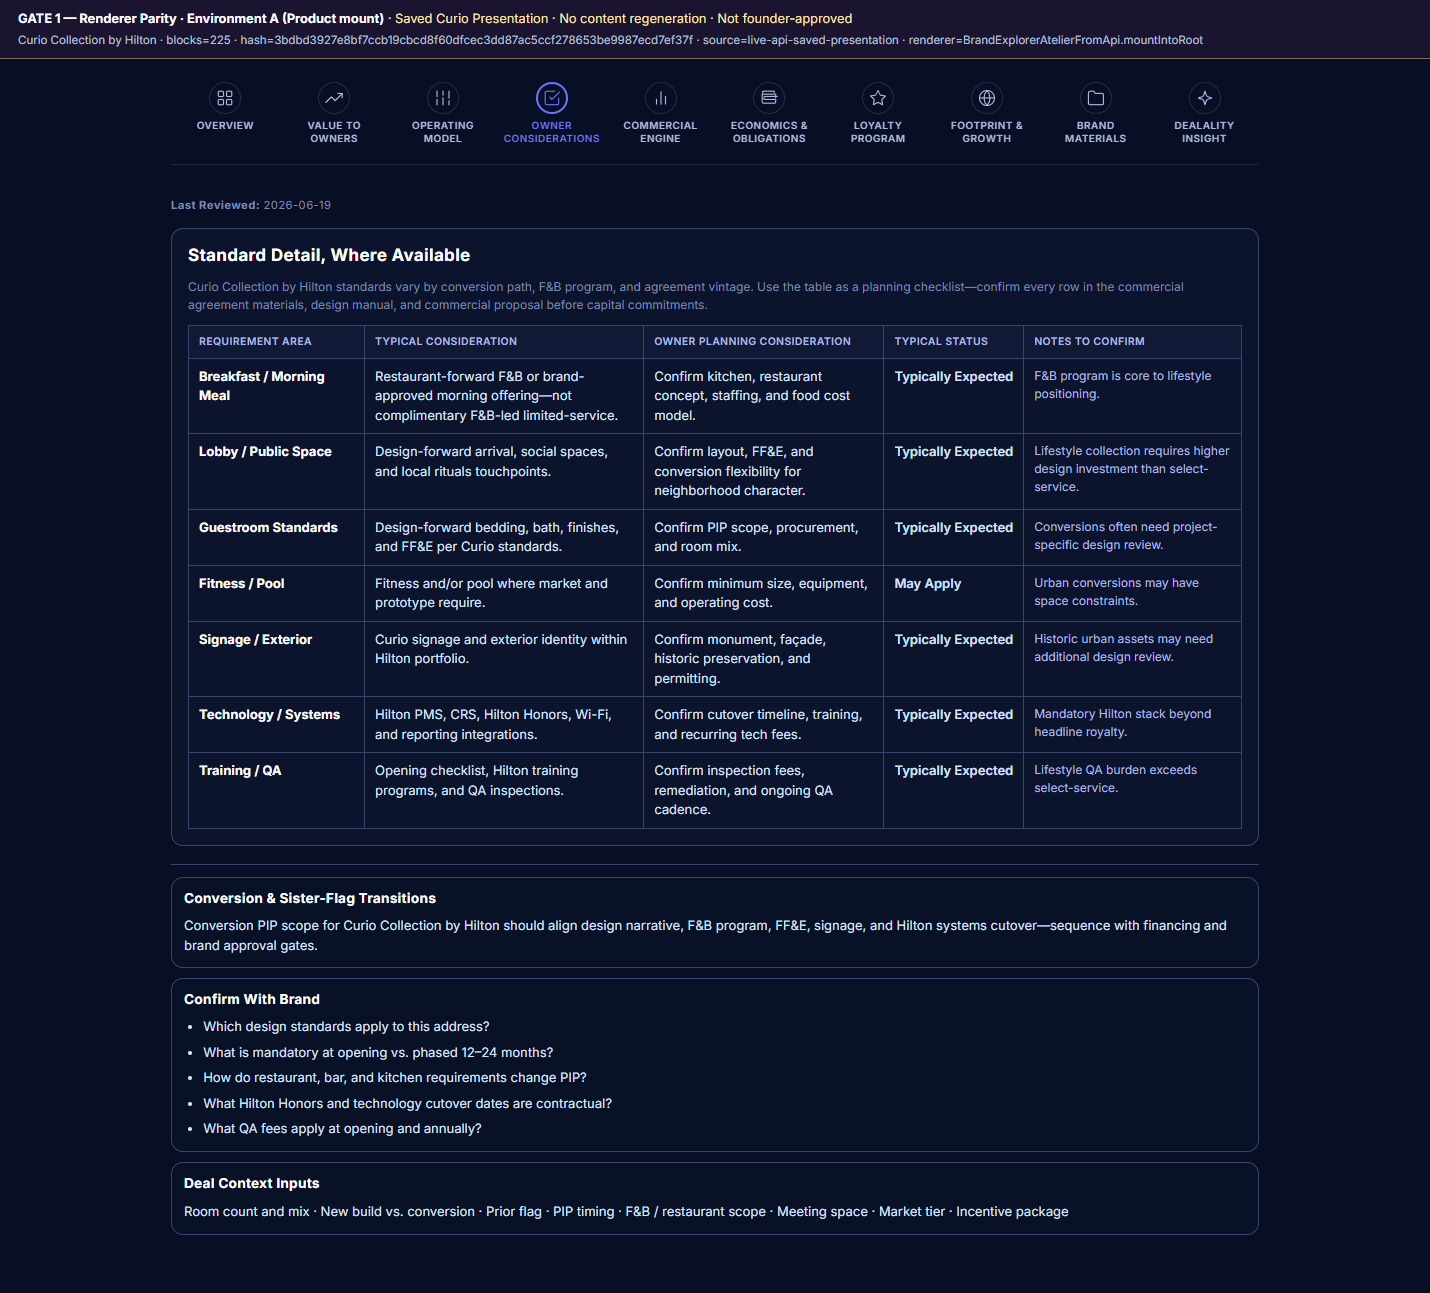 GATE 1 — Renderer Parity · Environment A (Product mount) · Saved Curio Presentation · No content regeneration · Not founder-approved
Curio Collection by Hilton · blocks=225 · hash=3bdbd3927e8bf7ccb19cbcd8f60dfcec3dd87ac5ccf278653be9987ecd7ef37f · source=live-api-saved-presentation · renderer=BrandExplorerAtelierFromApi.mountIntoRoot
OVERVIEW
VALUE TO
OWNERS
OPERATING
MODEL
OWNER
CONSIDERATIONS
COMMERCIAL
ENGINE
ECONOMICS &
OBLIGATIONS
LOYALTY
PROGRAM
FOOTPRINT &
GROWTH
BRAND
MATERIALS
DEALALITY
INSIGHT
Last Reviewed: 2026-06-19
Standard Detail, Where Available
Curio Collection by Hilton standards vary by conversion path, F&B program, and agreement vintage. Use the table as a planning checklist—confirm every row in the commercial
agreement materials, design manual, and commercial proposal before capital commitments.
REQUIREMENT AREA
TYPICAL CONSIDERATION
OWNER PLANNING CONSIDERATION
TYPICAL STATUS
NOTES TO CONFIRM
Breakfast / Morning
Meal
Restaurant-forward F&B or brand-
approved morning offering—not
complimentary F&B-led limited-service.
Confirm kitchen, restaurant
concept, staffing, and food cost
model.
Typically Expected
F&B program is core to lifestyle
positioning.
Lobby / Public Space
Design-forward arrival, social spaces,
and local rituals touchpoints.
Confirm layout, FF&E, and
conversion flexibility for
neighborhood character.
Typically Expected
Lifestyle collection requires higher
design investment than select-
service.
Guestroom Standards
Design-forward bedding, bath, finishes,
and FF&E per Curio standards.
Confirm PIP scope, procurement,
and room mix.
Typically Expected
Conversions often need project-
specific design review.
Fitness / Pool
Fitness and/or pool where market and
prototype require.
Confirm minimum size, equipment,
and operating cost.
May Apply
Urban conversions may have
space constraints.
Signage / Exterior
Curio signage and exterior identity within
Hilton portfolio.
Confirm monument, façade,
historic preservation, and
permitting.
Typically Expected
Historic urban assets may need
additional design review.
Technology / Systems
Hilton PMS, CRS, Hilton Honors, Wi-Fi,
and reporting integrations.
Confirm cutover timeline, training,
and recurring tech fees.
Typically Expected
Mandatory Hilton stack beyond
headline royalty.
Training / QA
Opening checklist, Hilton training
programs, and QA inspections.
Confirm inspection fees,
remediation, and ongoing QA
cadence.
Typically Expected
Lifestyle QA burden exceeds
select-service.
Conversion & Sister-Flag Transitions
Conversion PIP scope for Curio Collection by Hilton should align design narrative, F&B program, FF&E, signage, and Hilton systems cutover—sequence with financing and
brand approval gates.
Confirm With Brand
• Which design standards apply to this address?
• What is mandatory at opening vs. phased 12–24 months?
• How do restaurant, bar, and kitchen requirements change PIP?
• What Hilton Honors and technology cutover dates are contractual?
• What QA fees apply at opening and annually?
Deal Context Inputs
Room count and mix · New build vs. conversion · Prior flag · PIP timing · F&B / restaurant scope · Meeting space · Market tier · Incentive package